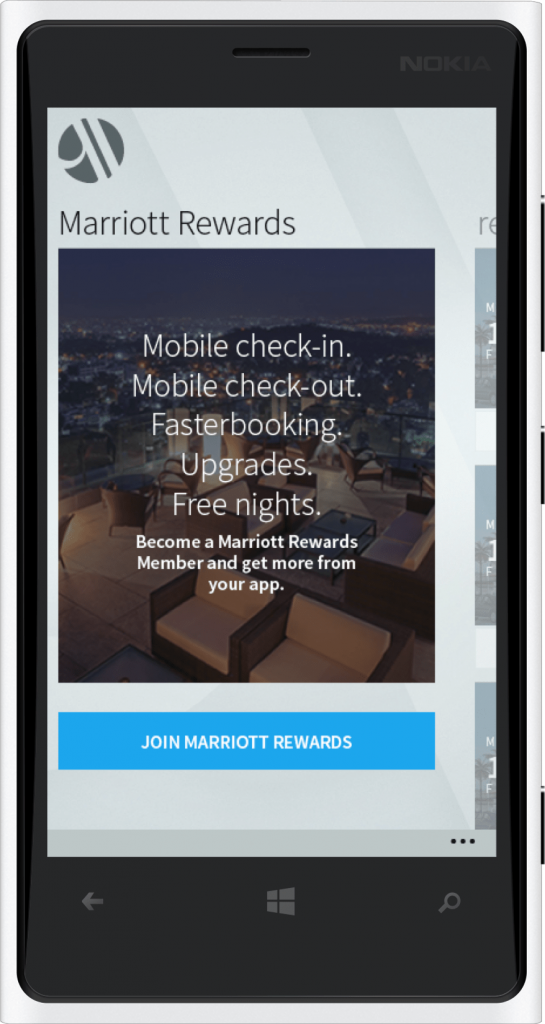 NOKIA
Marriott Rewards
re
Mobile check-in.
Mobile check-out.
Fasterbooking.
Upgrades.
Free nights.
Become a Marriott Rewards
Member and get more from
your app.
JOIN MARRIOTT REWARDS
M
1
F
M
1
F
M
1
F